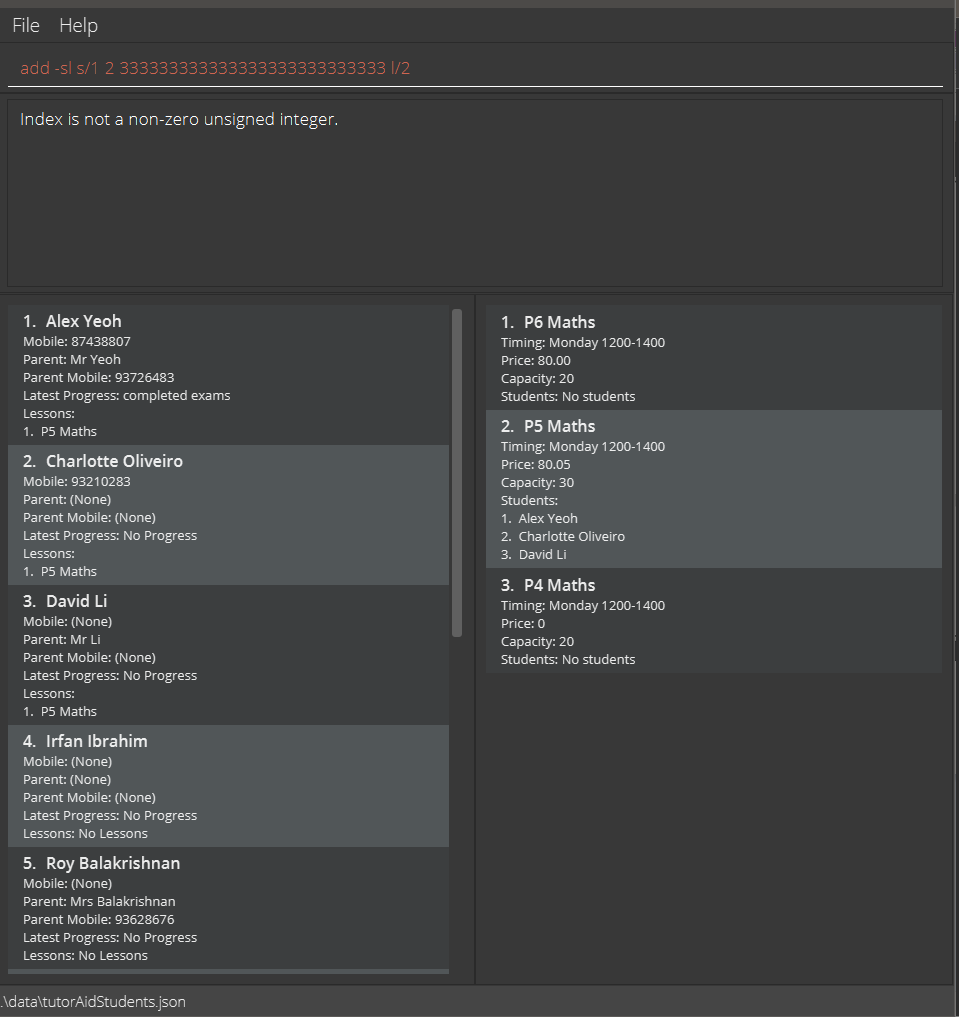 File Help
add -sl s/1 2 333333333333333333333333333 l/2
Index is not a non-zero unsigned integer.
1. Alex Yeoh
Mobile: 87438807
Parent: Mr Yeoh
Parent Mobile: 93726483
Latest Progress: completed exams
Lessons:
1. P5 Maths
2. Charlotte Oliveiro
Mobile: 93210283
Parent: (None)
Parent Mobile: (None)
Latest Progress: No Progress
Lessons:
1. P5 Maths
3. David Li
Mobile: (None)
Parent: Mr Li
Parent Mobile: (None)
Latest Progress: No Progress
Lessons:
1. P5 Maths
4. Irfan Ibrahim
Mobile: (None)
Parent: (None)
Parent Mobile: (None)
Latest Progress: No Progress
Lessons: No Lessons
5. Roy Balakrishnan
Mobile: (None)
Parent: Mrs Balakrishnan
Parent Mobile: 93628676
Latest Progress: No Progress
Lessons: No Lessons
1. P6 Maths
Timing: Monday 1200-1400
Price: 80.00
Capacity: 20
Students: No students
2. P5 Maths
Timing: Monday 1200-1400
Price: 80.05
Capacity: 30
Students:
1. Alex Yeoh
2. Charlotte Oliveiro
3. David Li
3. P4 Maths
Timing: Monday 1200-1400
Price: 0
Capacity: 20
Students: No students
.\data\tutorAidStudents.json